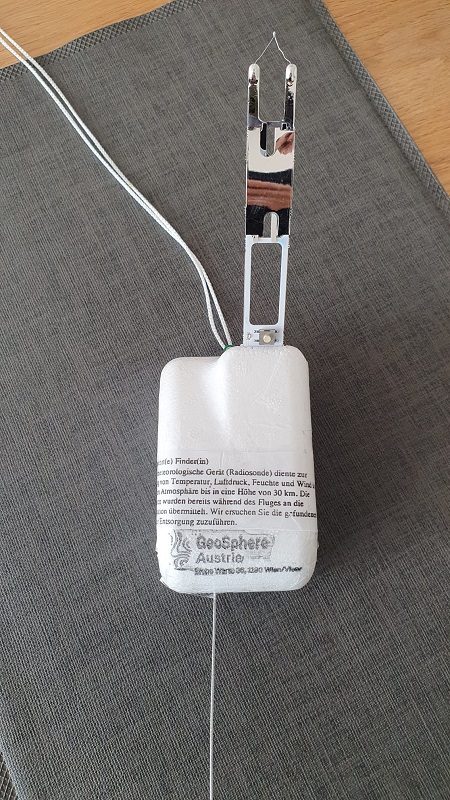 Finder(in)
Gerät (Radiosonde) diente zur
von Temperatur, Luftdruck, Feuchte und Wind
Atmosphäre bis in eine Höhe von 30 km. Die
wurden bereits während des Fluges an die
übermittelt. Wir ersuchen Sie die gefundene
Entsorgung zuzuführen.
GeoSphere
Austria
Hohe Warte 38, 1190 Wien/Vienna